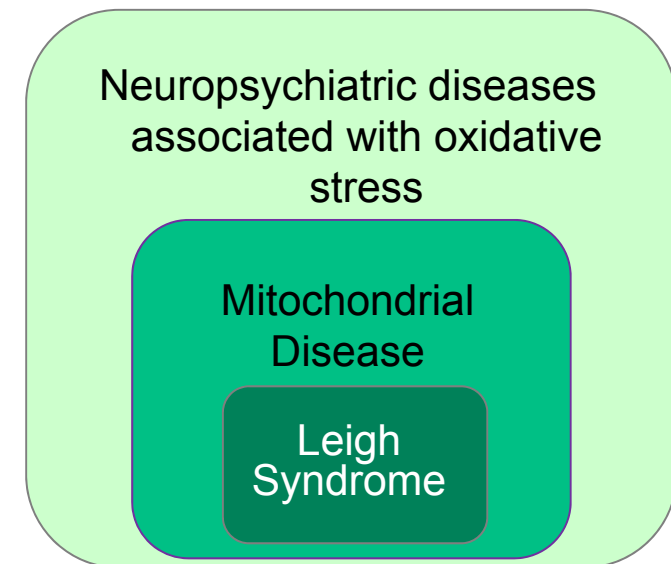 Neuropsychiatric diseases
associated with oxidative
stress
Mitochondrial
Disease
Leigh
Syndrome